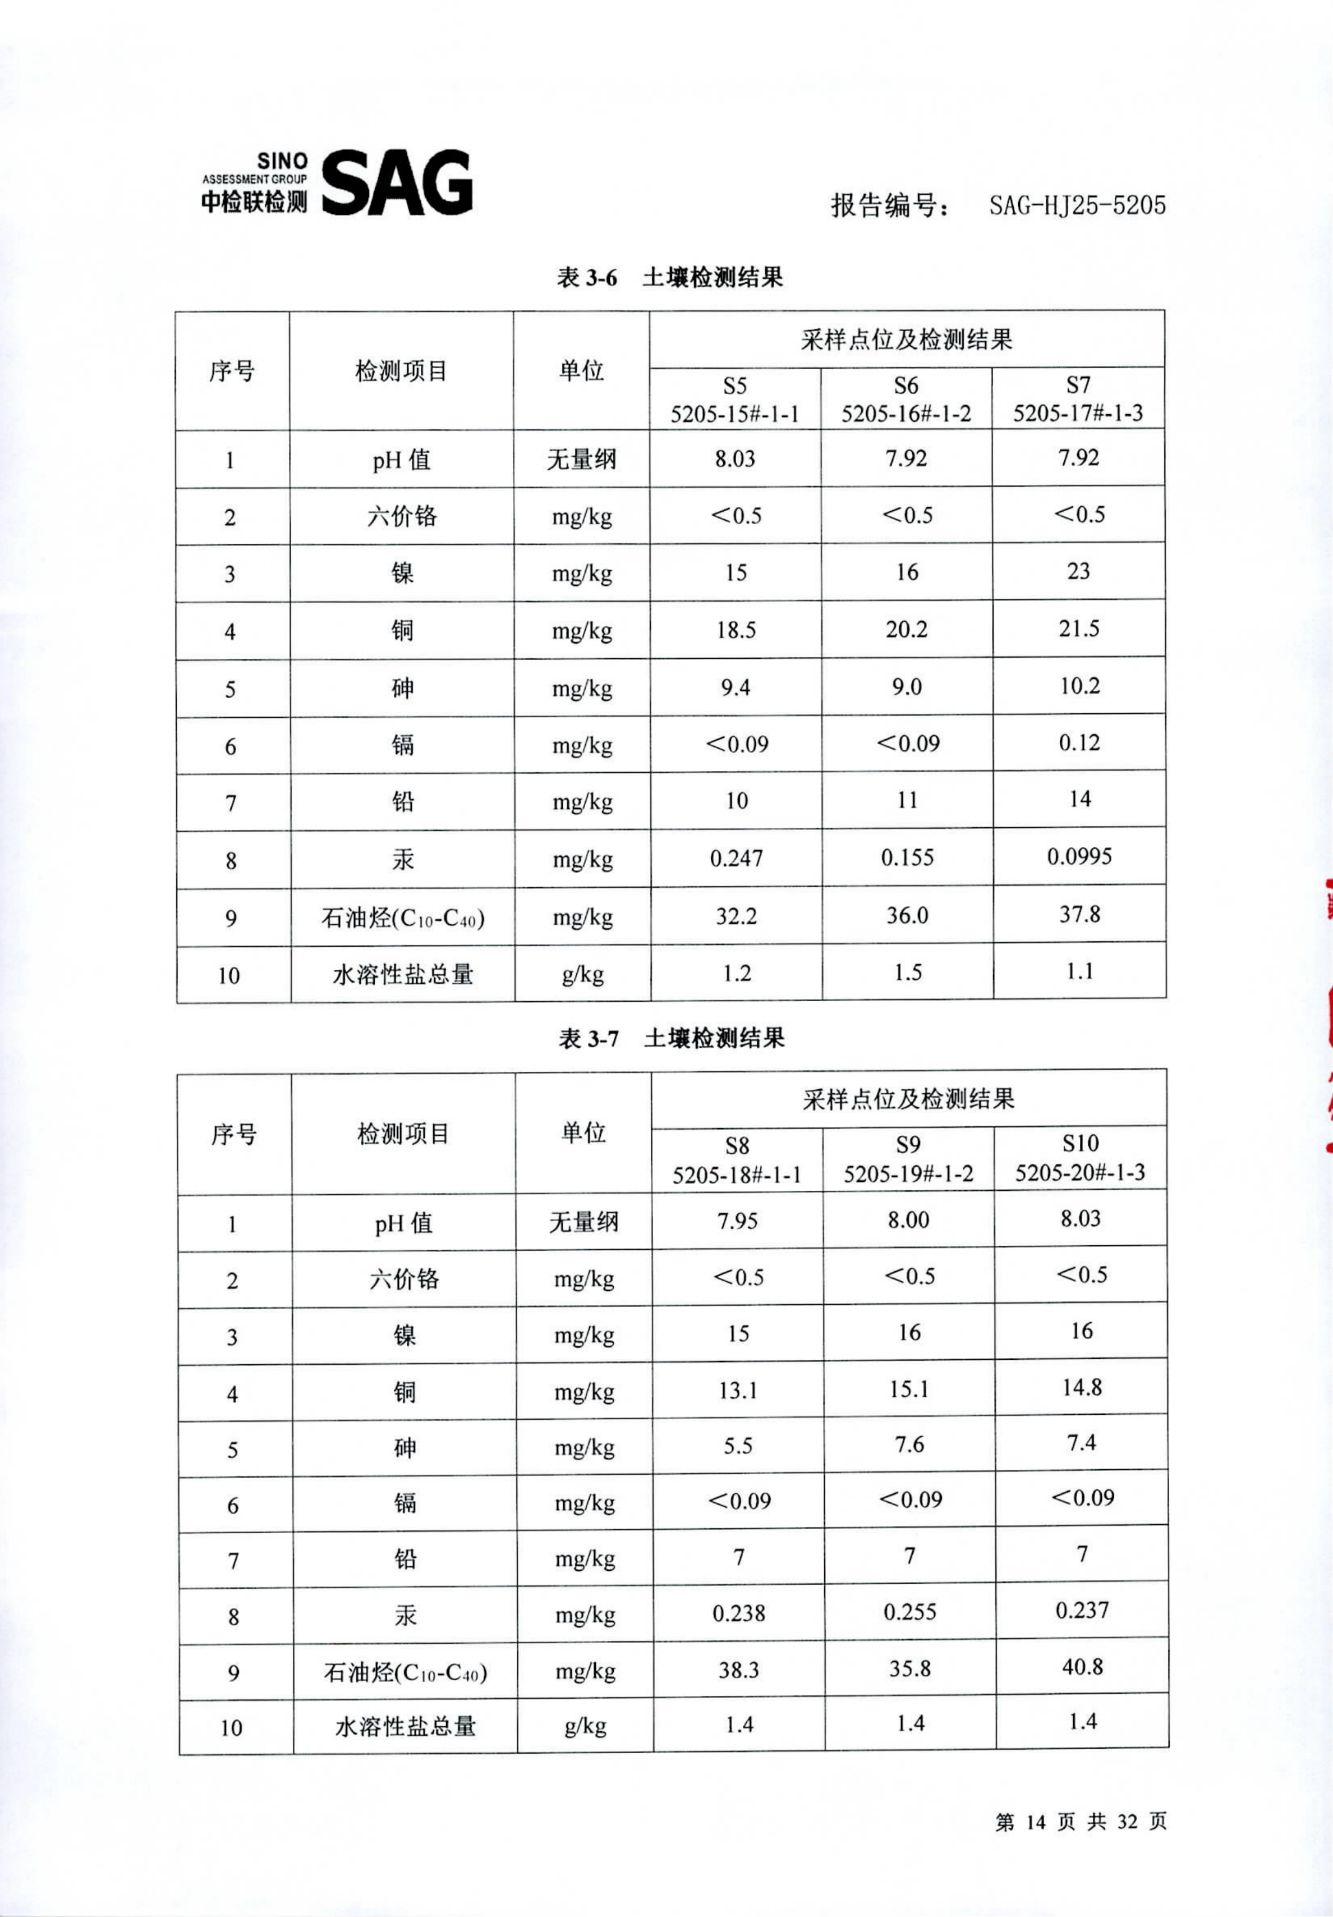 SINO
ASSESSMENT GROUP
中检联检测
SAG
报告编号： SAG-HJ25-5205
表 3-6 土壤检测结果
序号 检测项目 单位 采样点位及检测结果
S5 S6 S7
5205-15#-1-1 5205-16#-1-2 5205-17#-1-3
1 pH 值 无量纲 8.03 7.92 7.92
2 六价铬 mg/kg ＜0.5 ＜0.5 ＜0.5
3 镍 mg/kg 15 16 23
4 铜 mg/kg 18.5 20.2 21.5
5 砷 mg/kg 9.4 9.0 10.2
6 镉 mg/kg ＜0.09 ＜0.09 0.12
7 铅 mg/kg 10 11 14
8 汞 mg/kg 0.247 0.155 0.0995
9 石油烃(C10-C40) mg/kg 32.2 36.0 37.8
10 水溶性盐总量 g/kg 1.2 1.5 1.1
表 3-7 土壤检测结果
序号 检测项目 单位 采样点位及检测结果
S8 S9 S10
5205-18#-1-1 5205-19#-1-2 5205-20#-1-3
1 pH 值 无量纲 7.95 8.00 8.03
2 六价铬 mg/kg ＜0.5 ＜0.5 ＜0.5
3 镍 mg/kg 15 16 16
4 铜 mg/kg 13.1 15.1 14.8
5 砷 mg/kg 5.5 7.6 7.4
6 镉 mg/kg ＜0.09 ＜0.09 ＜0.09
7 铅 mg/kg 7 7 7
8 汞 mg/kg 0.238 0.255 0.237
9 石油烃(C10-C40) mg/kg 38.3 35.8 40.8
10 水溶性盐总量 g/kg 1.4 1.4 1.4
第 14 页 共 32 页